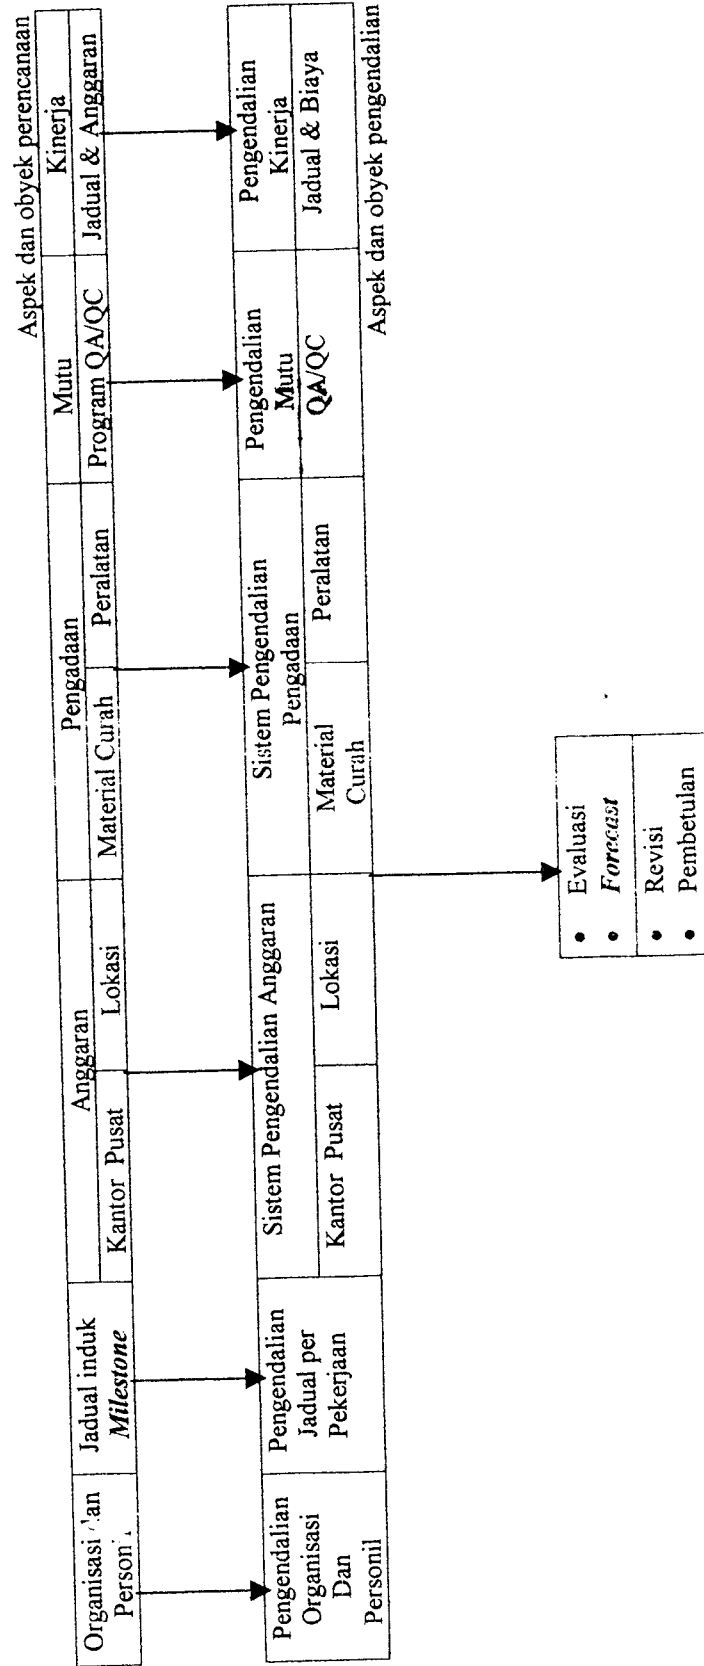 Aspek dan obyek perencanaan
Organisasi dan
Jadual induk
Milestone
Anggaran
Kantor Pusat
Lokasi
Pengadaan
Material Curah
Peralatan
Mutu
Program QA/QC
Kinerja
Jadual & Anggaran
Pengendalian
Organisasi
Dan
Personil
Pengendalian
Jadual per
Pekerjaan
Sistem Pengendalian Anggaran
Kantor Pusat
Lokasi
Sistem Pengendalian
Pengadaan
Material
Curah
Peralatan
Pengendalian
Mutu
QA/QC
Pengendalian
Kinerja
Jadual & Biaya
Aspek dan obyek pengendalian
• Evaluasi
• Forecast
• Revisi
• Pembetulan